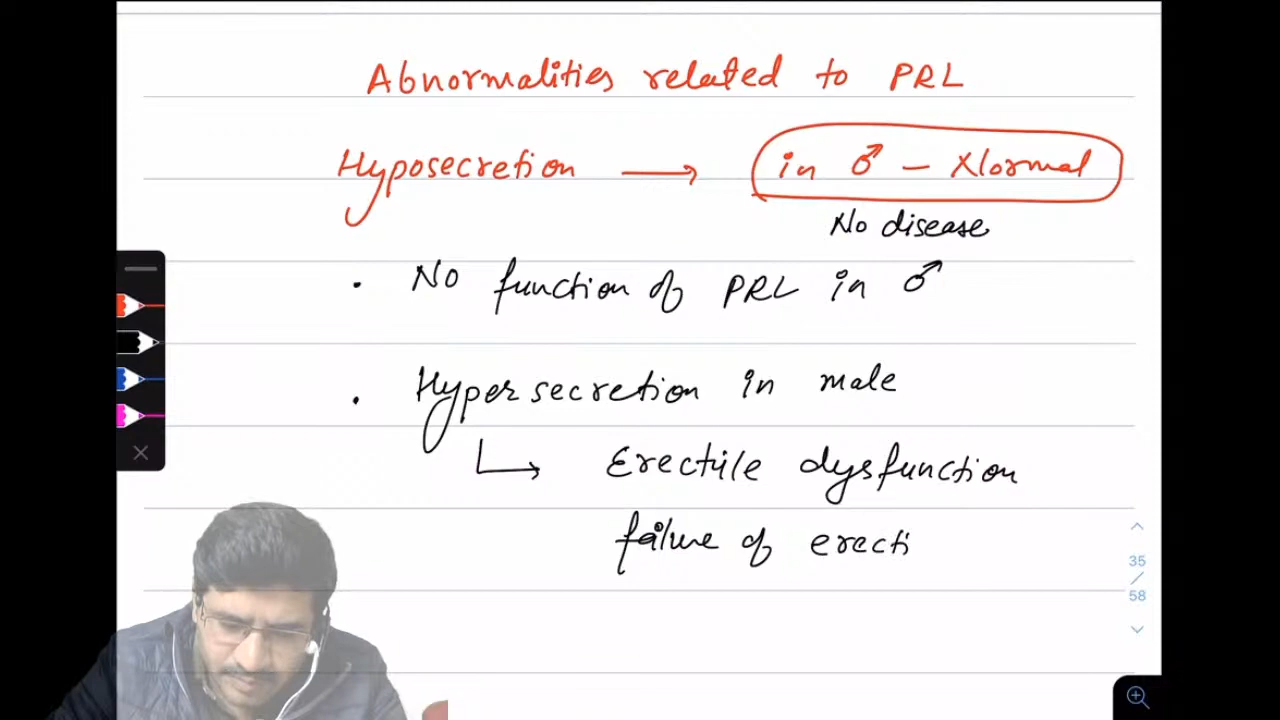 Abnormalities related to PRL
Hyposecretion → in ♂ – Normal
No disease
• No function of PRL in ♂
• Hypersecretion in male
↳ Erectile dysfunction
failure of erecti
35
/
58